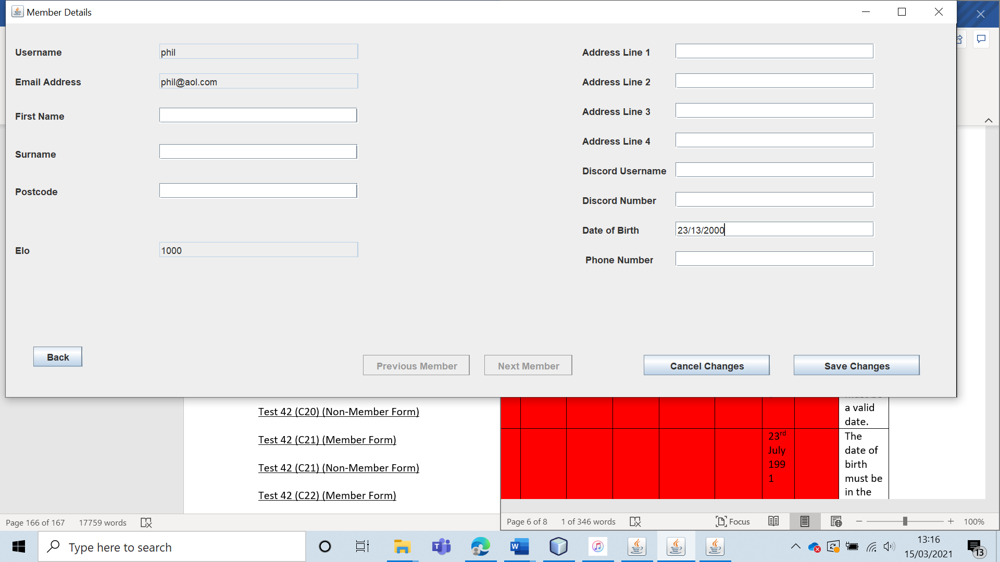 Member Details
Username
phil
Email Address
phil@aol.com
First Name
Surname
Postcode
Elo
1000
Address Line 1
Address Line 2
Address Line 3
Address Line 4
Discord Username
Discord Number
Date of Birth
23/13/2000
Phone Number
Back
Previous Member
Next Member
Cancel Changes
Save Changes
Test 42 (C20) (Non-Member Form)
Test 42 (C21) (Member Form)
Test 42 (C21) (Non-Member Form)
Test 42 (C22) (Member Form)
a valid
date.
23rd
July
199
1
The
date of
birth
must be
in the
Page 166 of 167
17759 words
Page 6 of 8
1 of 346 words
Focus
100%
Type here to search
13:16
15/03/2021
13